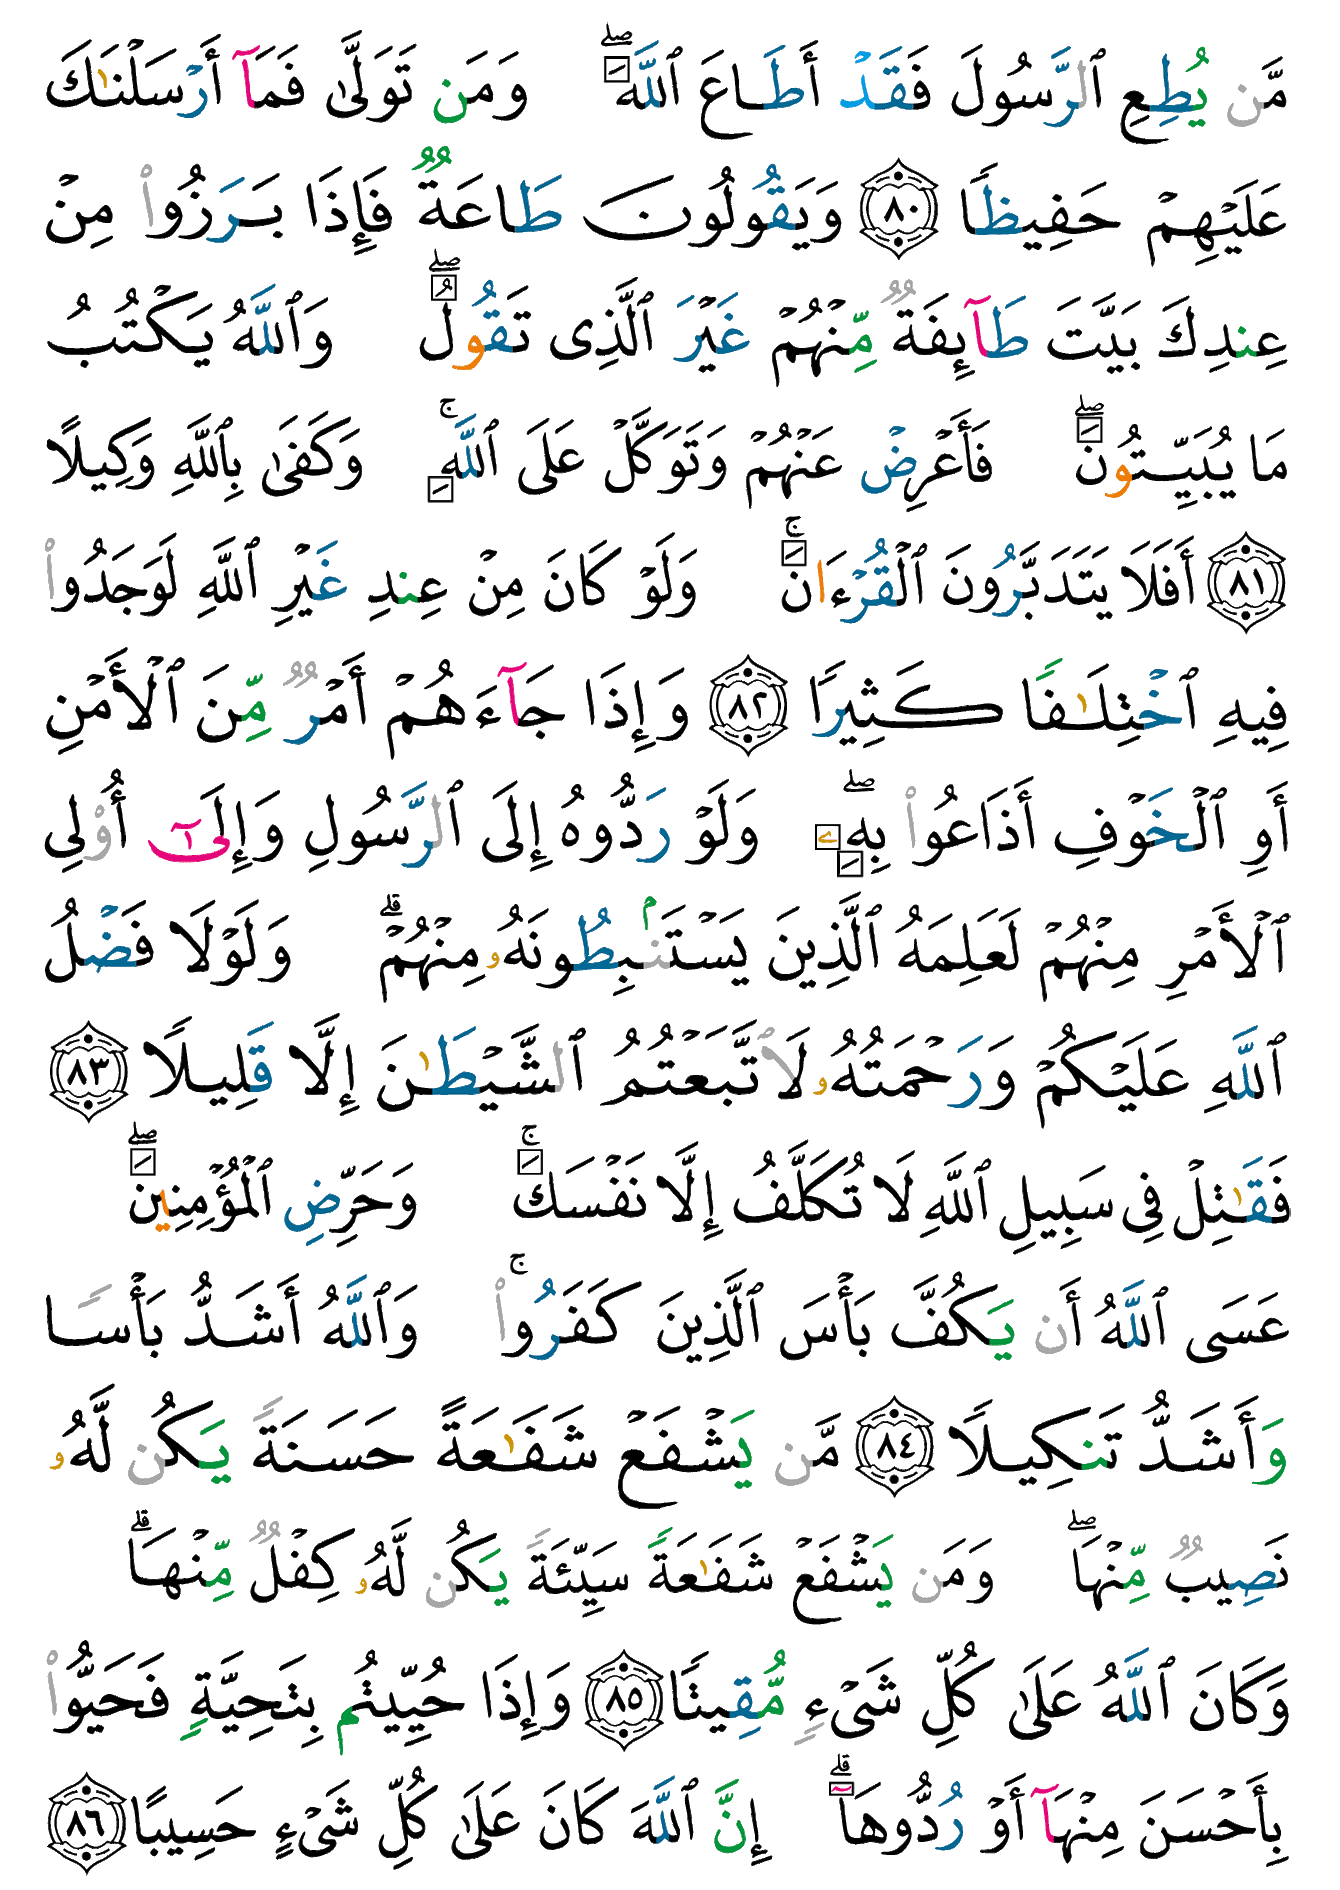 مَّن يُطِعِ ٱلرَّسُولَ فَقَدْ أَطَاعَ ٱللَّهَ ۖ وَمَن تَوَلَّىٰ فَمَآ أَرْسَلْنَـٰكَ
عَلَيْهِمْ حَفِيظًا ٨٠ وَيَقُولُونَ طَاعَةٌ فَإِذَا بَرَزُوا۟ مِنْ
عِندِكَ بَيَّتَ طَآئِفَةٌ مِّنْهُمْ غَيْرَ ٱلَّذِى تَقُولُ ۖ وَٱللَّهُ يَكْتُبُ
مَا يُبَيِّتُونَ ۖ فَأَعْرِضْ عَنْهُمْ وَتَوَكَّلْ عَلَى ٱللَّهِ ۚ وَكَفَىٰ بِٱللَّهِ وَكِيلًا
٨١ أَفَلَا يَتَدَبَّرُونَ ٱلْقُرْءَانَ ۚ وَلَوْ كَانَ مِنْ عِندِ غَيْرِ ٱللَّهِ لَوَجَدُوا۟
فِيهِ ٱخْتِلَـٰفًا كَثِيرًا ٨٢ وَإِذَا جَآءَهُمْ أَمْرٌ مِّنَ ٱلْأَمْنِ
أَوِ ٱلْخَوْفِ أَذَاعُوا۟ بِهِۦ ۖ وَلَوْ رَدُّوهُ إِلَى ٱلرَّسُولِ وَإِلَىٰٓ أُو۟لِى
ٱلْأَمْرِ مِنْهُمْ لَعَلِمَهُ ٱلَّذِينَ يَسْتَنۢبِطُونَهُۥ مِنْهُمْ ۗ وَلَوْلَا فَضْلُ
ٱللَّهِ عَلَيْكُمْ وَرَحْمَتُهُۥ لَٱتَّبَعْتُمُ ٱلشَّيْطَـٰنَ إِلَّا قَلِيلًا ٨٣
فَقَـٰتِلْ فِى سَبِيلِ ٱللَّهِ لَا تُكَلَّفُ إِلَّا نَفْسَكَ ۚ وَحَرِّضِ ٱلْمُؤْمِنِينَ ۖ
عَسَى ٱللَّهُ أَن يَكُفَّ بَأْسَ ٱلَّذِينَ كَفَرُوا۟ ۚ وَٱللَّهُ أَشَدُّ بَأْسًا
وَأَشَدُّ تَنكِيلًا ٨٤ مَّن يَشْفَعْ شَفَـٰعَةً حَسَنَةً يَكُن لَّهُۥ
نَصِيبٌ مِّنْهَا ۖ وَمَن يَشْفَعْ شَفَـٰعَةً سَيِّئَةً يَكُن لَّهُۥ كِفْلٌ مِّنْهَا ۗ
وَكَانَ ٱللَّهُ عَلَىٰ كُلِّ شَىْءٍ مُّقِيتًا ٨٥ وَإِذَا حُيِّيتُم بِتَحِيَّةٍ فَحَيُّوا۟
بِأَحْسَنَ مِنْهَآ أَوْ رُدُّوهَآ ۗ إِنَّ ٱللَّهَ كَانَ عَلَىٰ كُلِّ شَىْءٍ حَسِيبًا ٨٦